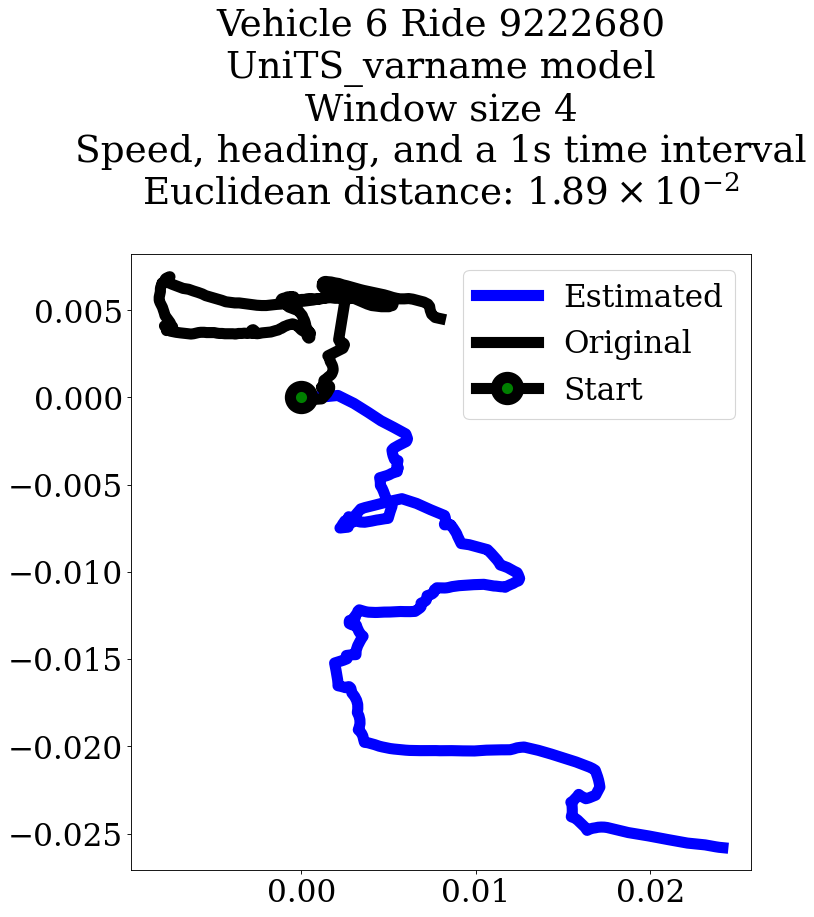 Vehicle 6 Ride 9222680
UniTS_varname model
Window size 4
Speed, heading, and a 1s time interval
Euclidean distance: 1.89 × 10⁻²
Estimated
Original
Start
0.005
0.000
−0.005
−0.010
−0.015
−0.020
−0.025
0.00 0.01 0.02